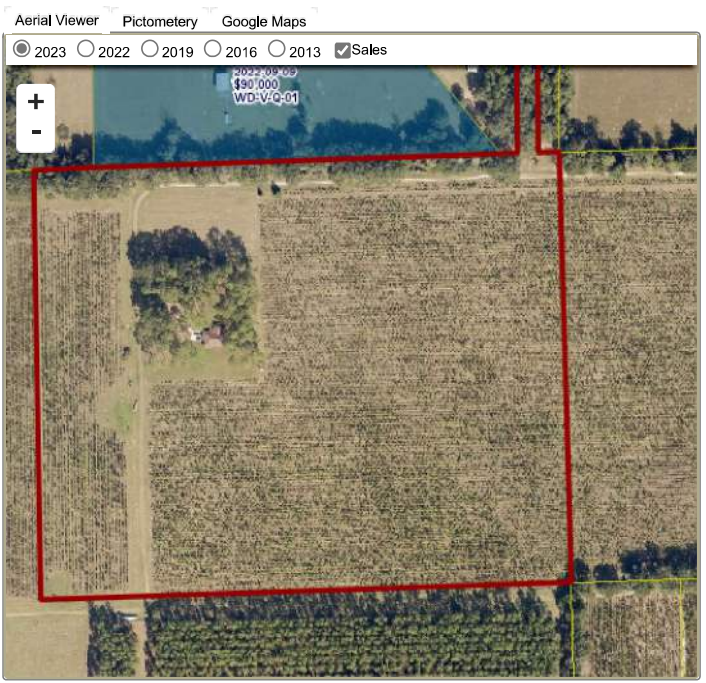 Aerial Viewer Pictometery Google Maps
2023 2022 2019 2016 2013 Sales
2022-09-09
$90,000
WD-V-Q-01
+
-